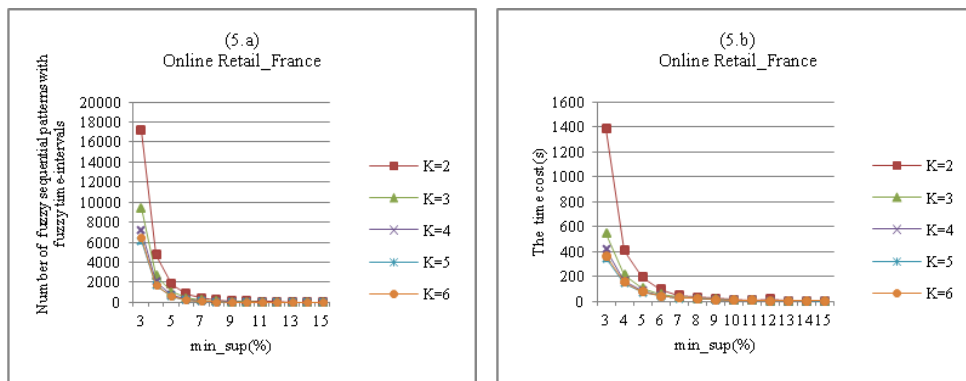 (5.a)
Online Retail_France
Number of fuzzy sequential patterns with
fuzzy time-intervals
20000
18000
16000
14000
12000
10000
8000
6000
4000
2000
0
3 5 7 9 11 13 15
min_sup(%)
K=2
K=3
K=4
K=5
K=6
(5.b)
Online Retail_France
The time cost(s)
1600
1400
1200
1000
800
600
400
200
0
3 4 5 6 7 8 9 10 11 12 13 14 15
min_sup(%)
K=2
K=3
K=4
K=5
K=6